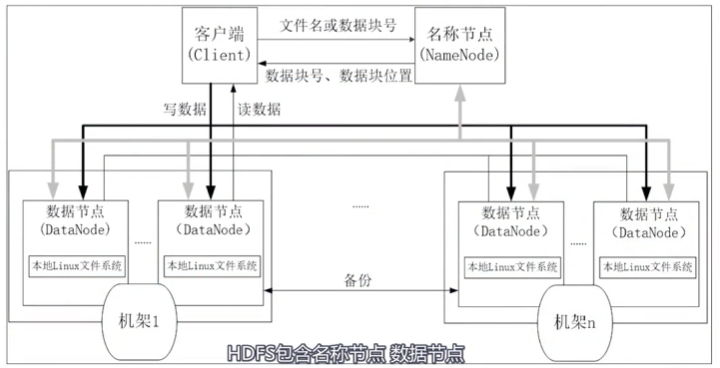 客户端
(Client)
文件名或数据块号
名称节点
(NameNode)
数据块号、数据块位置
写数据
读数据
数据节点
(DataNode)
......
数据节点
(DataNode)
......
数据节点
(DataNode)
......
数据节点
(DataNode)
本地Linux文件系统
本地Linux文件系统
本地Linux文件系统
本地Linux文件系统
备份
机架1
机架n
HDFS包含名称节点 数据节点